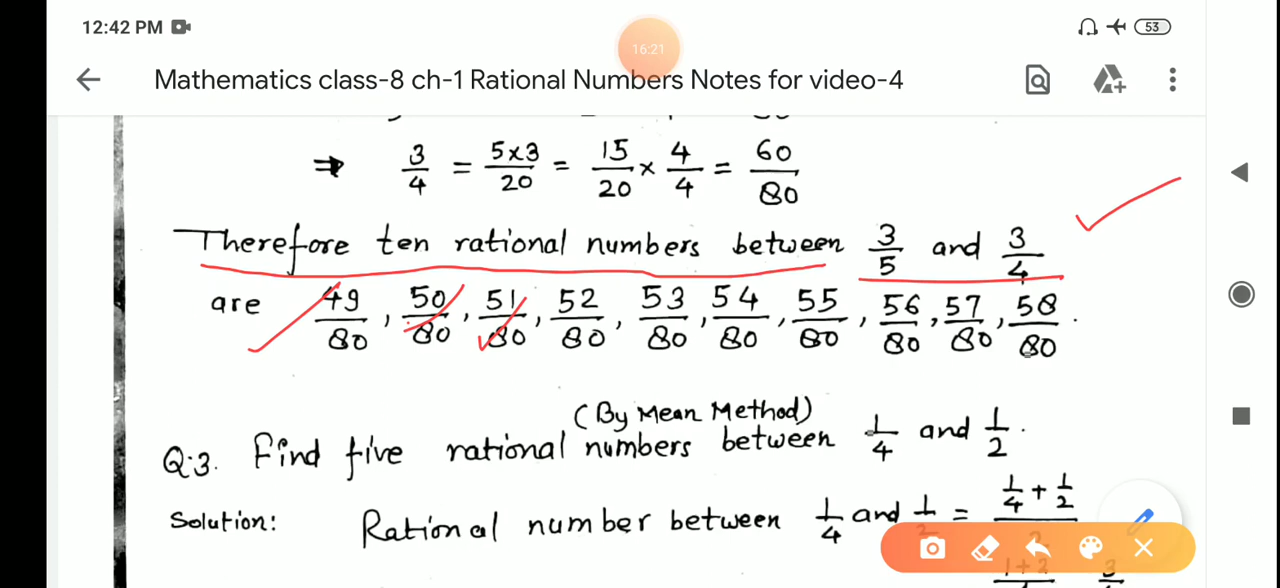 12:42 PM 53
16:21
Mathematics class-8 ch-1 Rational Numbers Notes for video-4
⇒ 3/4 = 5×3/20 = 15/20 × 4/4 = 60/80
Therefore ten rational numbers between 3/5 and 3/4
are 49/80, 50/80, 51/80, 52/80, 53/80, 54/80, 55/80, 56/80, 57/80, 58/80.
(By Mean Method)
Q.3. Find five rational numbers between 1/4 and 1/2.
Solution: Rational number between 1/4 and 1/2 = 1/4 + 1/2